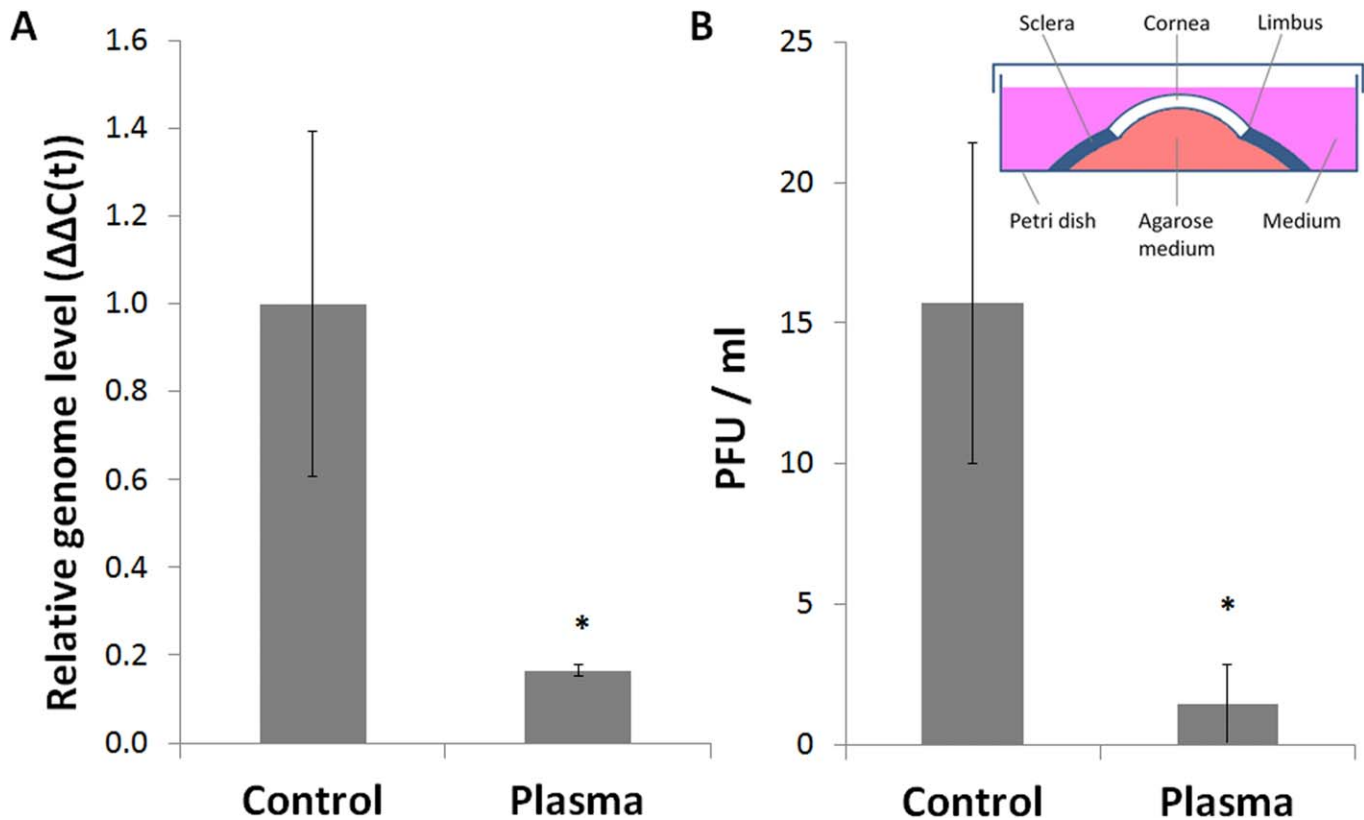 A
Relative genome level (ΔΔC(t))
1.6
1.4
1.2
1.0
0.8
0.6
0.4
0.2
0.0
*
Control
Plasma
B
PFU / ml
25
20
15
10
5
0
*
Control
Plasma
Sclera
Cornea
Limbus
Petri dish
Agarose
medium
Medium